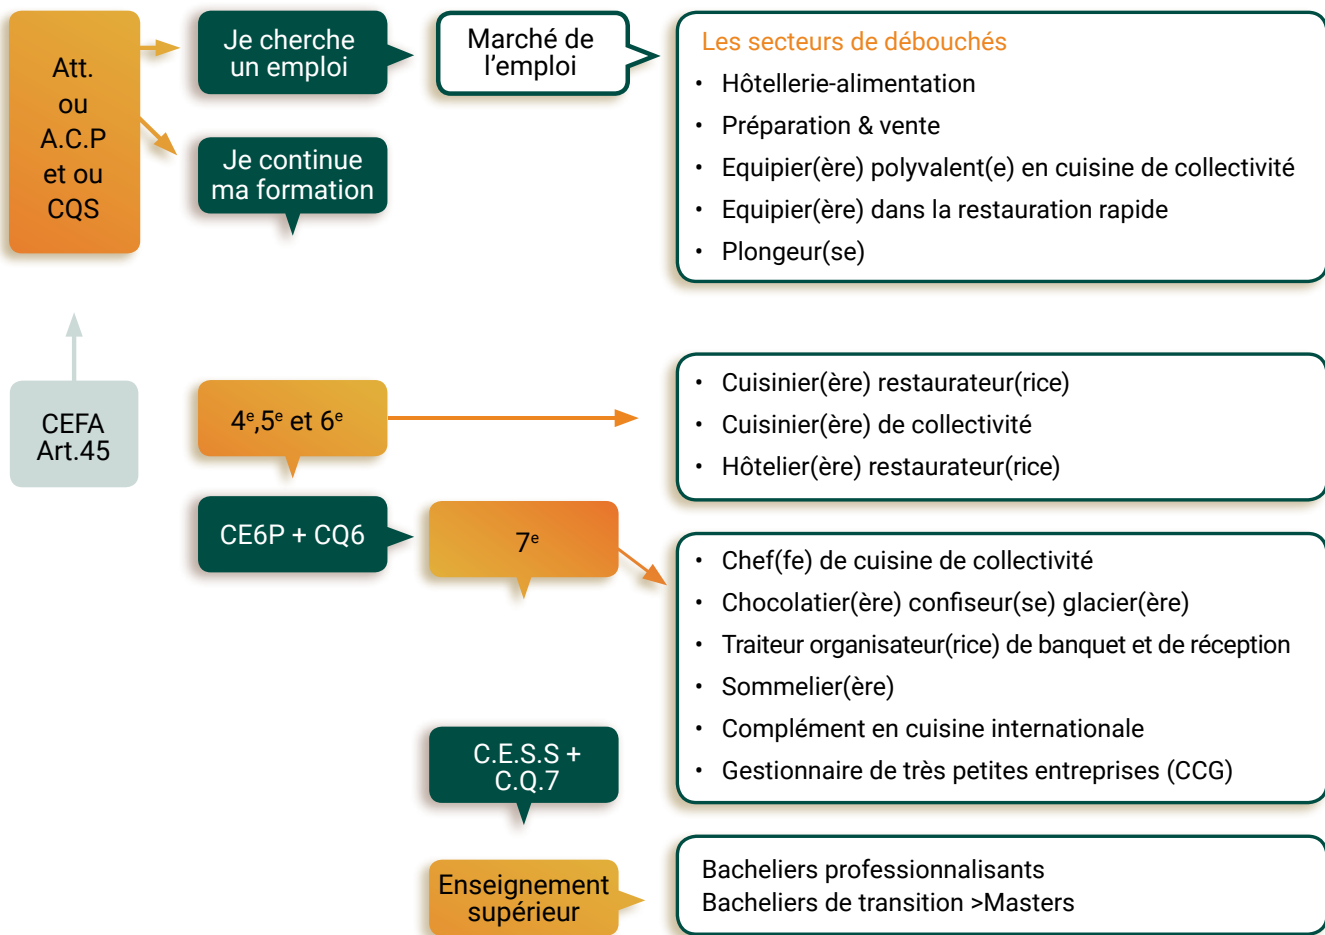 Att.
ou
A.C.P
et ou
CQS
Je cherche
un emploi
Marché de
l’emploi
Les secteurs de débouchés
• Hôtellerie-alimentation
• Préparation & vente
• Equipier(ère) polyvalent(e) en cuisine de collectivité
• Equipier(ère) dans la restauration rapide
• Plongeur(se)
Je continue
ma formation
CEFA
Art.45
4e,5e et 6e
• Cuisinier(ère) restaurateur(rice)
• Cuisinier(ère) de collectivité
• Hôtelier(ère) restaurateur(rice)
CE6P + CQ6
7e
• Chef(fe) de cuisine de collectivité
• Chocolatier(ère) confiseur(se) glacier(ère)
• Traiteur organisateur(rice) de banquet et de réception
• Sommelier(ère)
• Complément en cuisine internationale
• Gestionnaire de très petites entreprises (CCG)
C.E.S.S +
C.Q.7
Enseignement
supérieur
Bacheliers professionnalisants
Bacheliers de transition >Masters